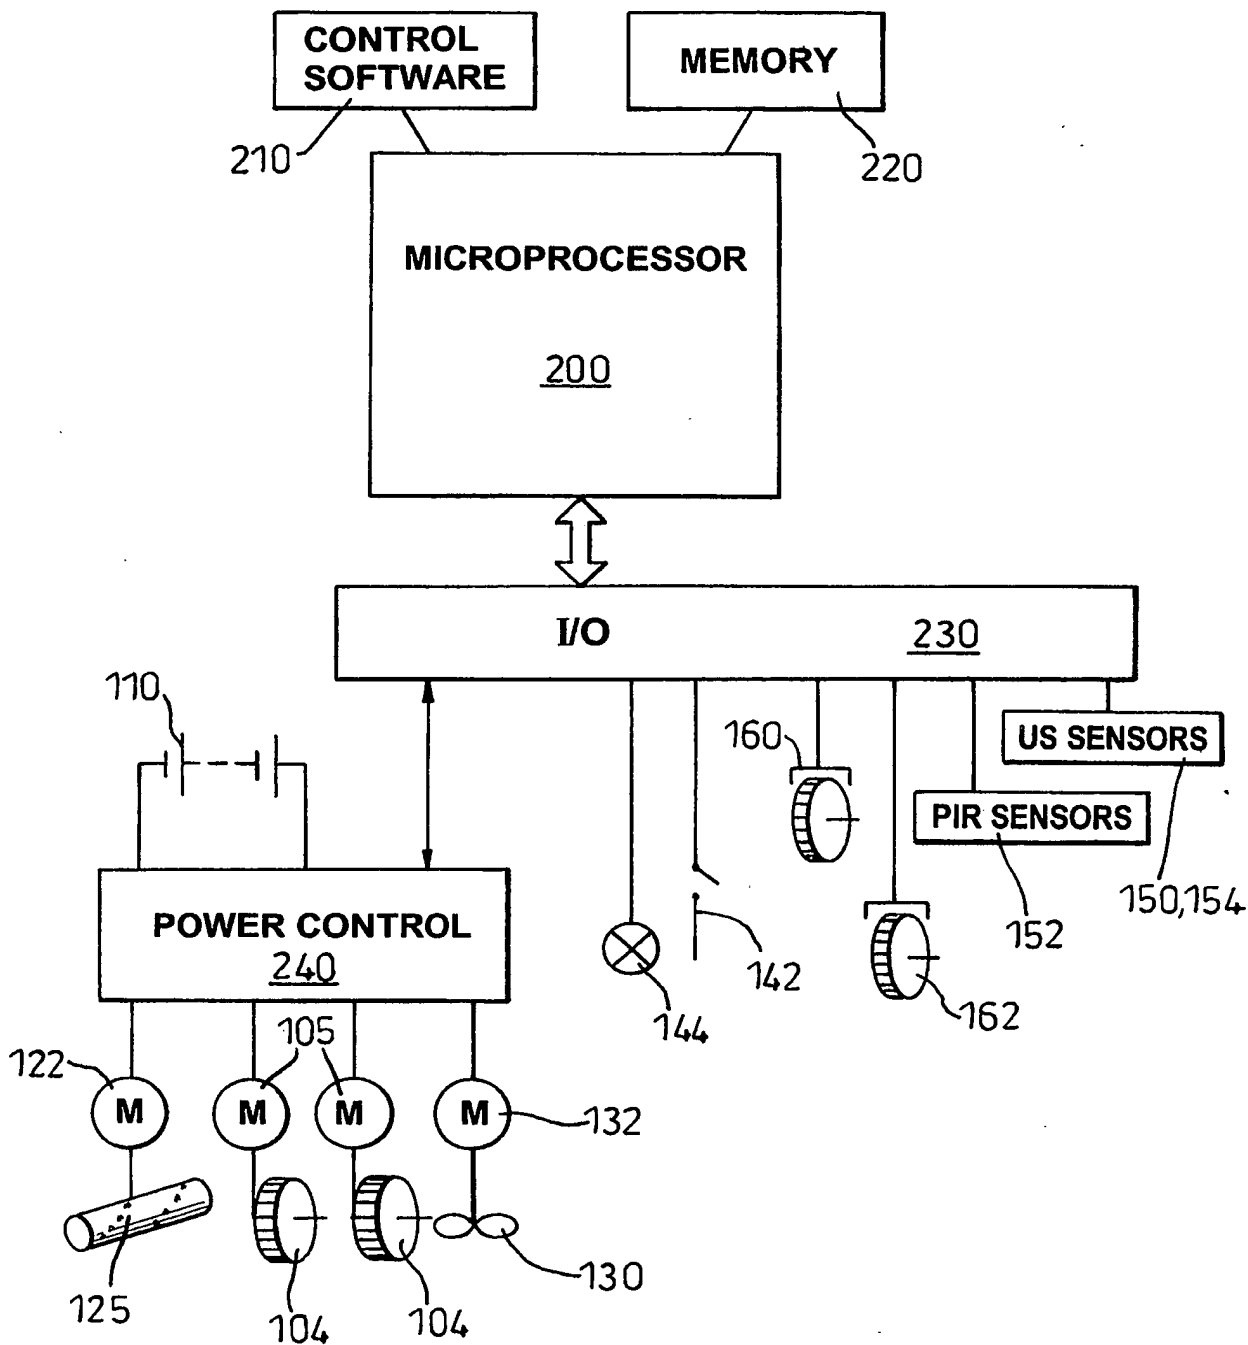 CONTROL
SOFTWARE
MEMORY
210
220
MICROPROCESSOR
200
I/O
230
110
160
US SENSORS
PIR SENSORS
150,154
152
POWER CONTROL
240
142
144
162
122
105
M
M
M
M
132
125
104
104
130